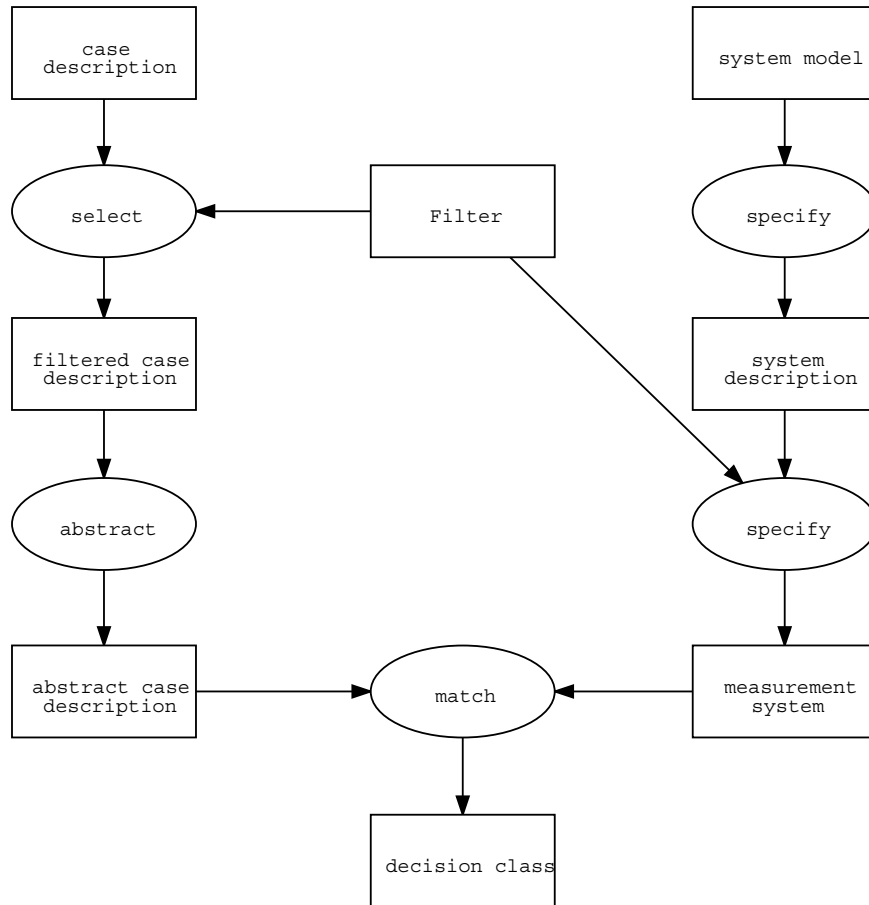 case
description
system model
select
Filter
specify
filtered case
description
system
description
abstract
specify
abstract case
description
match
measurement
system
decision class